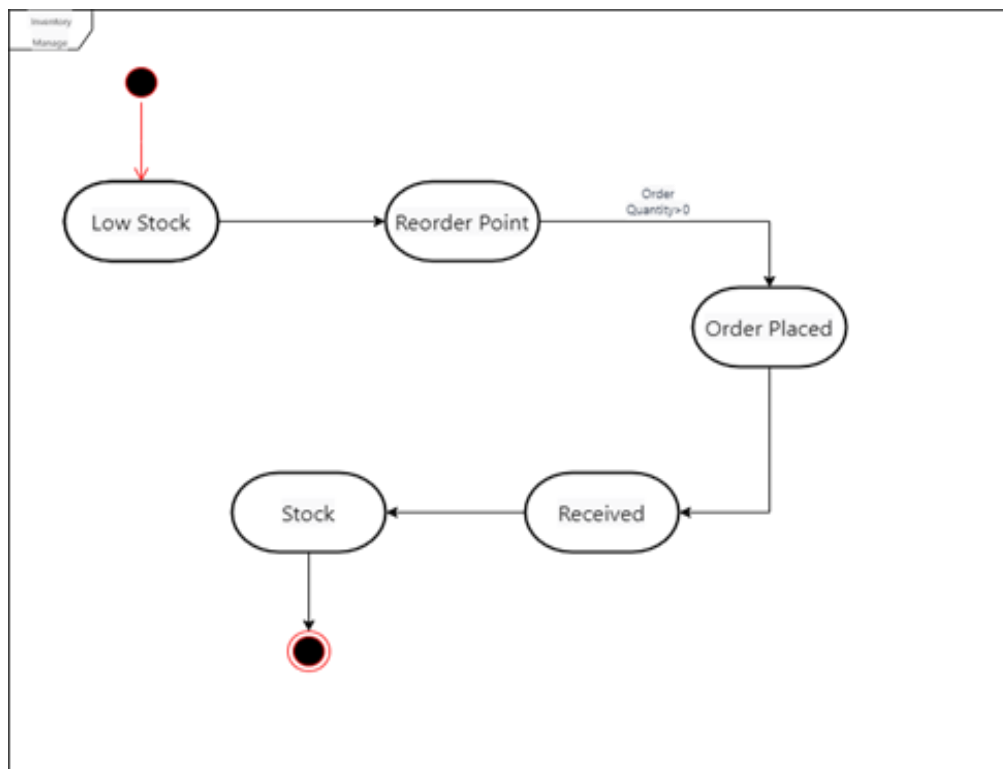 Inventory
Manage
Low Stock
Reorder Point
Order
Quantity>0
Order Placed
Stock
Received